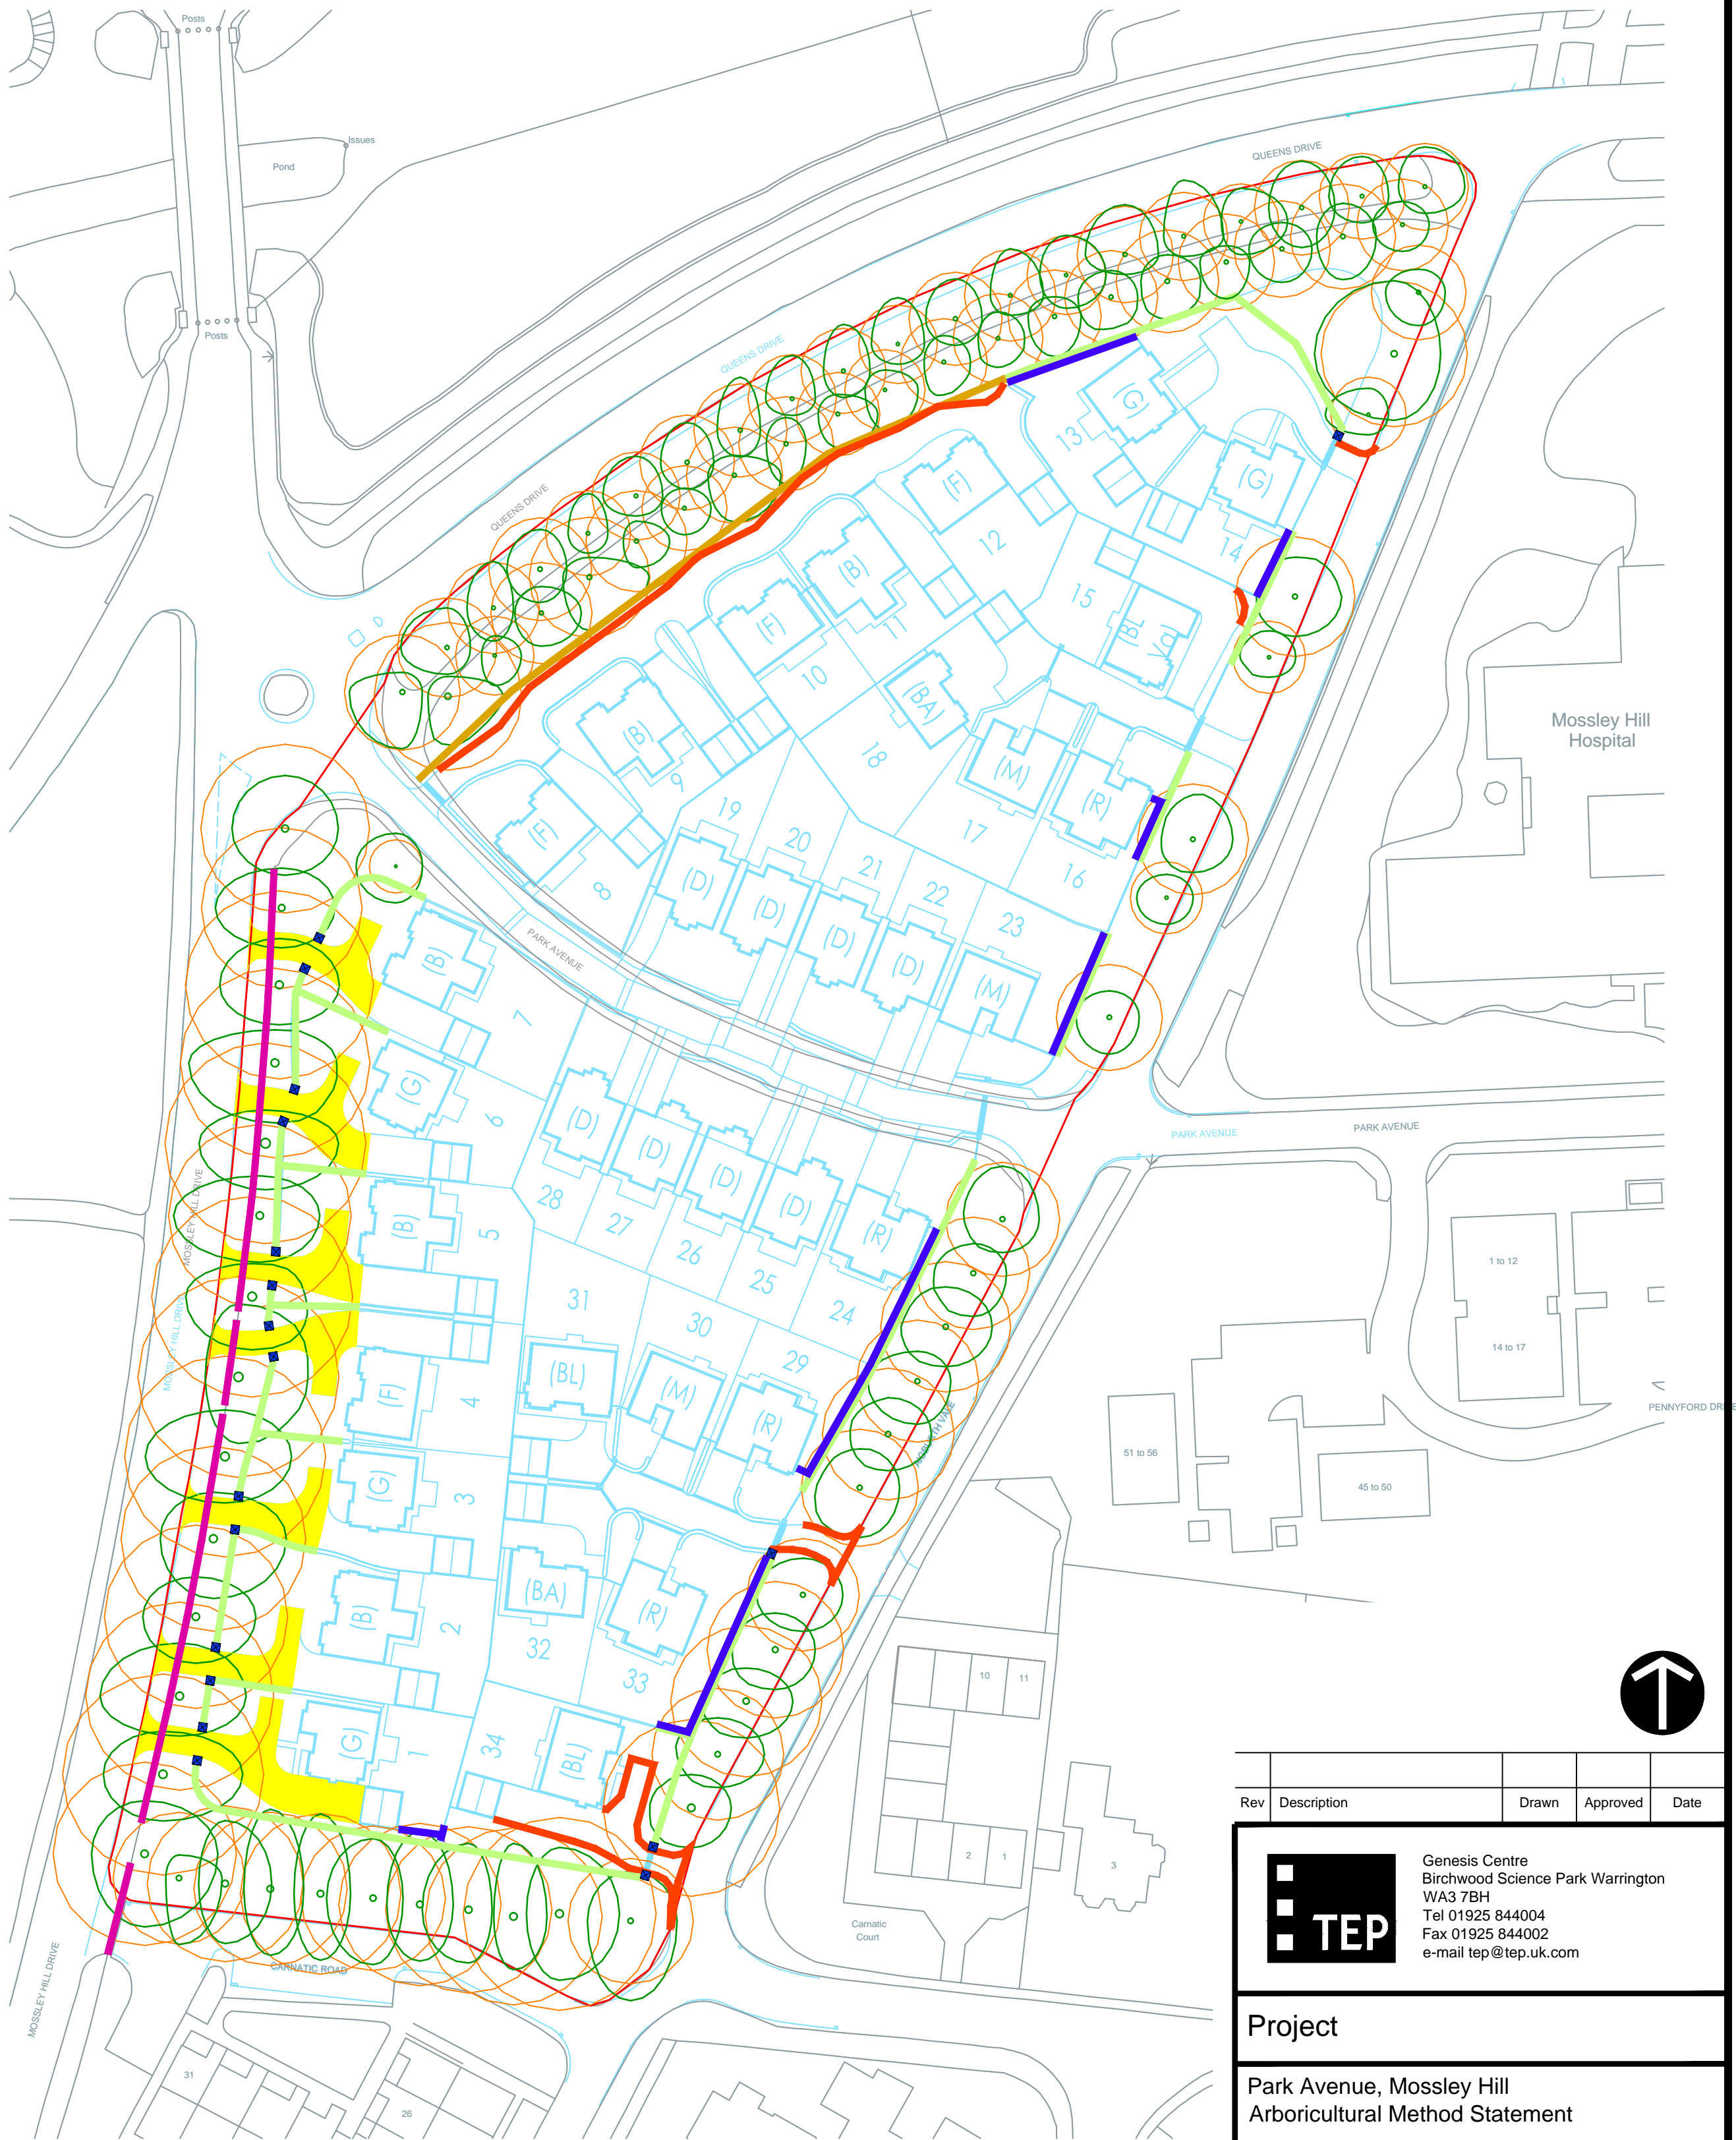 Posts
Issues
Pond
QUEENS DRIVE
Posts
QUEENS DRIVE
QUEENS DRIVE
(G)
13
(F)
(G)
12
14
(B)
15
(BL Va)
(F)
11
10
(BA)
Mossley Hill
Hospital
(B)
18
(M)
9
(R)
(F)
19
17
20
16
8
21
(D)
22
(D)
23
(D)
(D)
(M)
PARK AVENUE
(B)
7
(G)
6
(D)
(D)
(D)
(D)
(R)
PARK AVENUE
PARK AVENUE
MOSSLEY HILL DRIVE
28
27
26
25
24
(B)
5
1 to 12
31
30
29
14 to 17
MOSSLEY HILL DRIVE
(F)
4
(BL)
(M)
(R)
PENNYFORD DRIVE
51 to 56
45 to 50
(G)
3
(BA)
(R)
(B)
2
32
33
10
11
(G)
1
34
(BL)
2
1
3
Carnatic
Court
CARNATIC ROAD
MOSSLEY HILL DRIVE
31
26
Rev
Description
Drawn
Approved
Date
TEP
Genesis Centre
Birchwood Science Park Warrington
WA3 7BH
Tel 01925 844004
Fax 01925 844002
e-mail tep@tep.uk.com
Project
Park Avenue, Mossley Hill
Arboricultural Method Statement